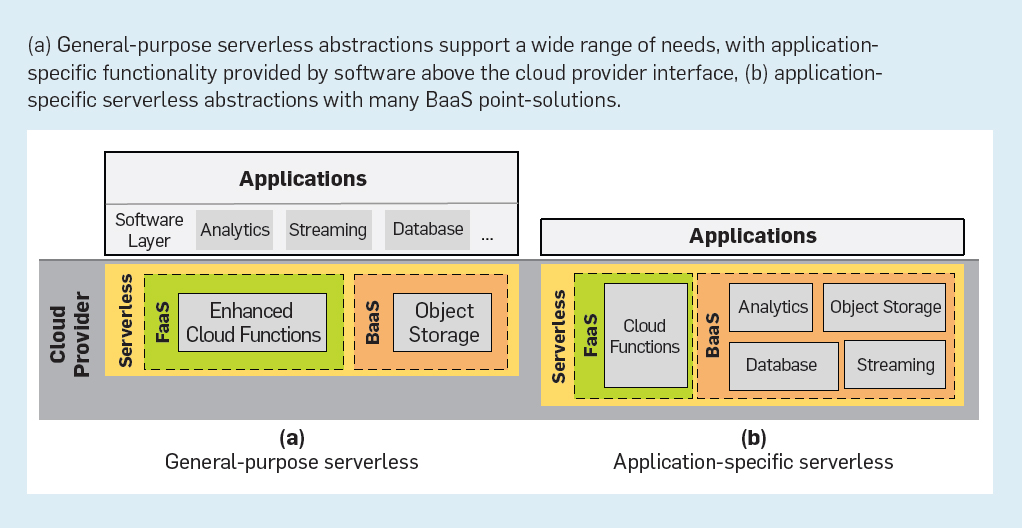 (a) General-purpose serverless abstractions support a wide range of needs, with application-
specific functionality provided by software above the cloud provider interface, (b) application-
specific serverless abstractions with many BaaS point-solutions.
Applications
Software
Layer
Analytics
Streaming
Database
...
Applications
Cloud
Provider
Serverless
FaaS
Enhanced
Cloud Functions
BaaS
Object
Storage
Serverless
FaaS
Cloud
Functions
BaaS
Analytics
Object Storage
Database
Streaming
(a)
General-purpose serverless
(b)
Application-specific serverless